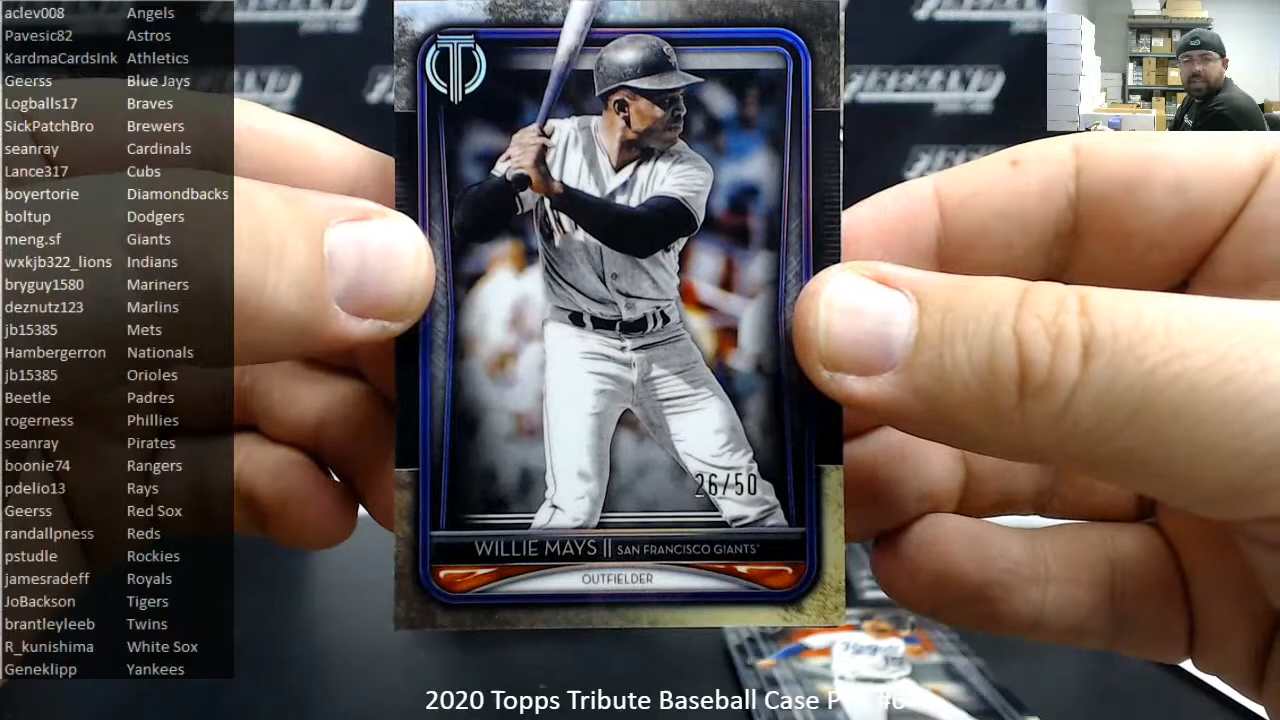 aclev008 Angels
Pavesic82 Astros
KardmaCardsInk Athletics
Geerss Blue Jays
Logballs17 Braves
SickPatchBro Brewers
seanray Cardinals
Lance317 Cubs
boyertorie Diamondbacks
boltup Dodgers
meng.sf Giants
wxkjb322_lions Indians
bryguy1580 Mariners
deznutz123 Marlins
jb15385 Mets
Hambergerron Nationals
jb15385 Orioles
Beetle Padres
rogerness Phillies
seanray Pirates
boonie74 Rangers
pdelio13 Rays
Geerss Red Sox
randallpness Reds
pstudle Rockies
jamesradeff Royals
JoBackson Tigers
brantleyleeb Twins
R_kunishima White Sox
Geneklipp Yankees
26/50
WILLIE MAYS || SAN FRANCISCO GIANTS™
OUTFIELDER
2020 Topps Tribute Baseball Case